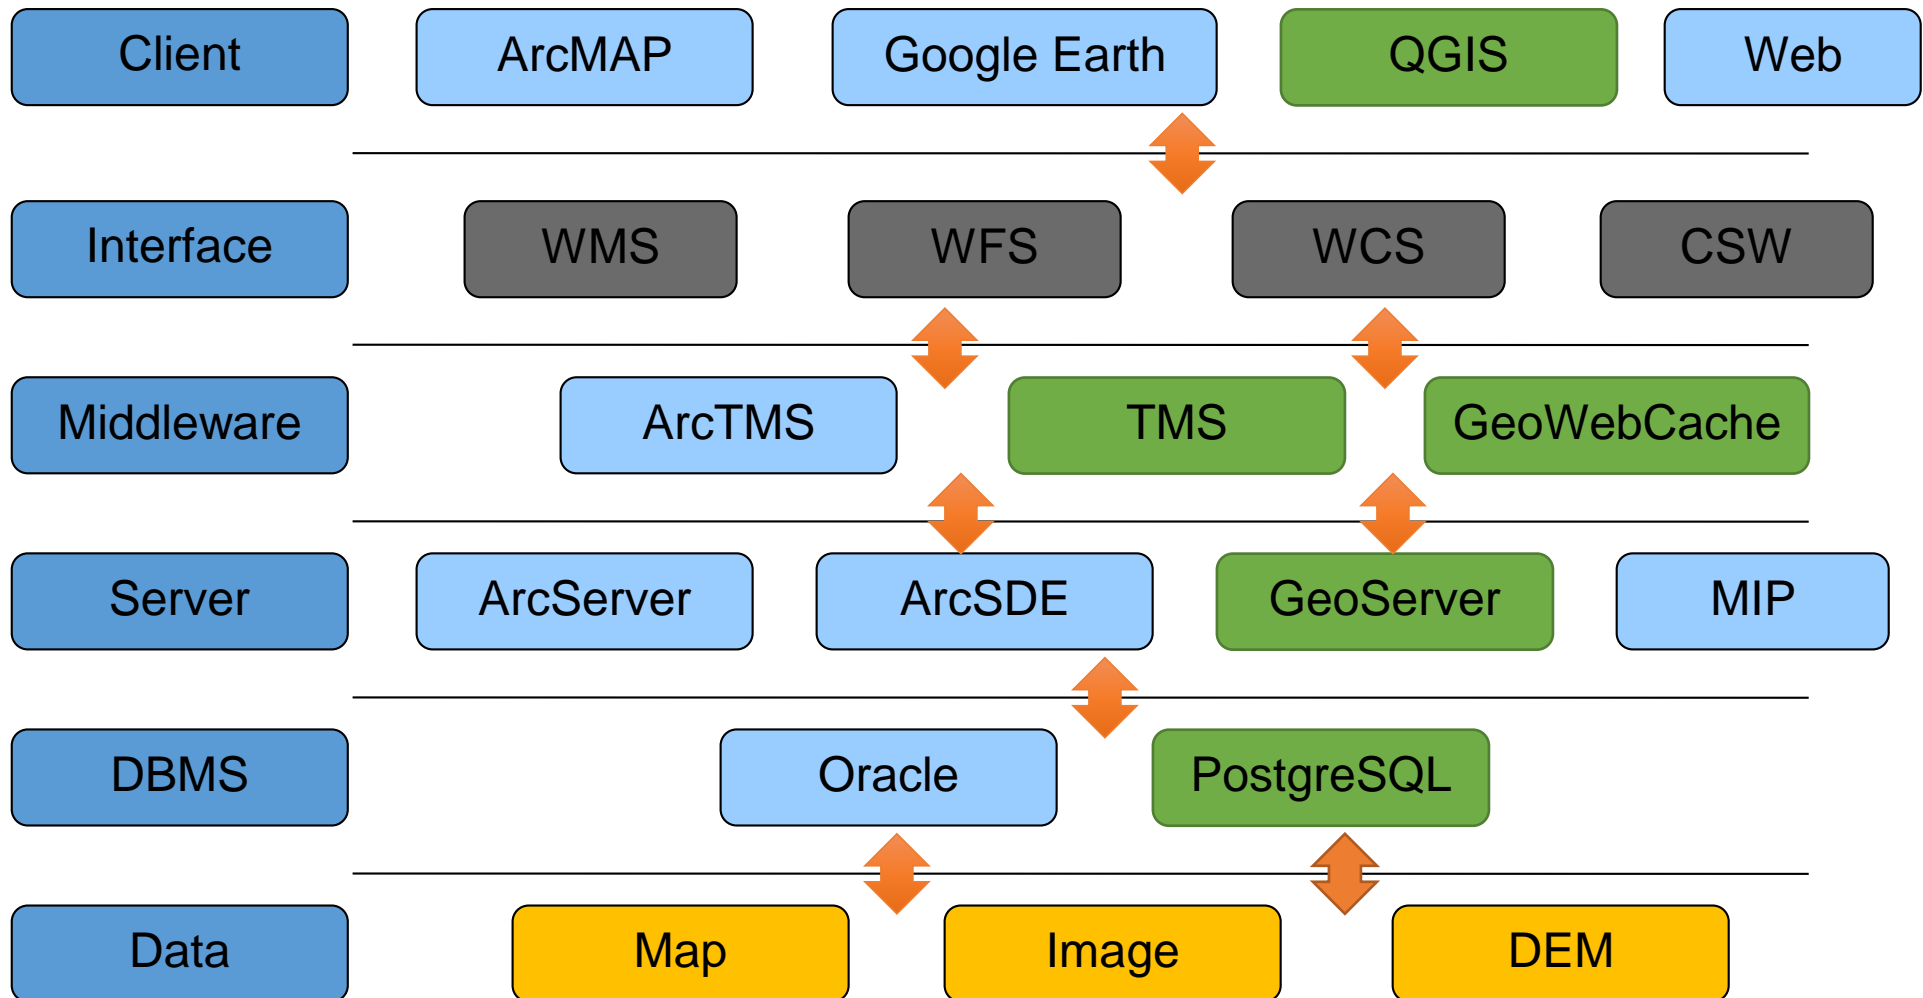 Client
ArcMAP
Google Earth
QGIS
Web
Interface
WMS
WFS
WCS
CSW
Middleware
ArcTMS
TMS
GeoWebCache
Server
ArcServer
ArcSDE
GeoServer
MIP
DBMS
Oracle
PostgreSQL
Data
Map
Image
DEM